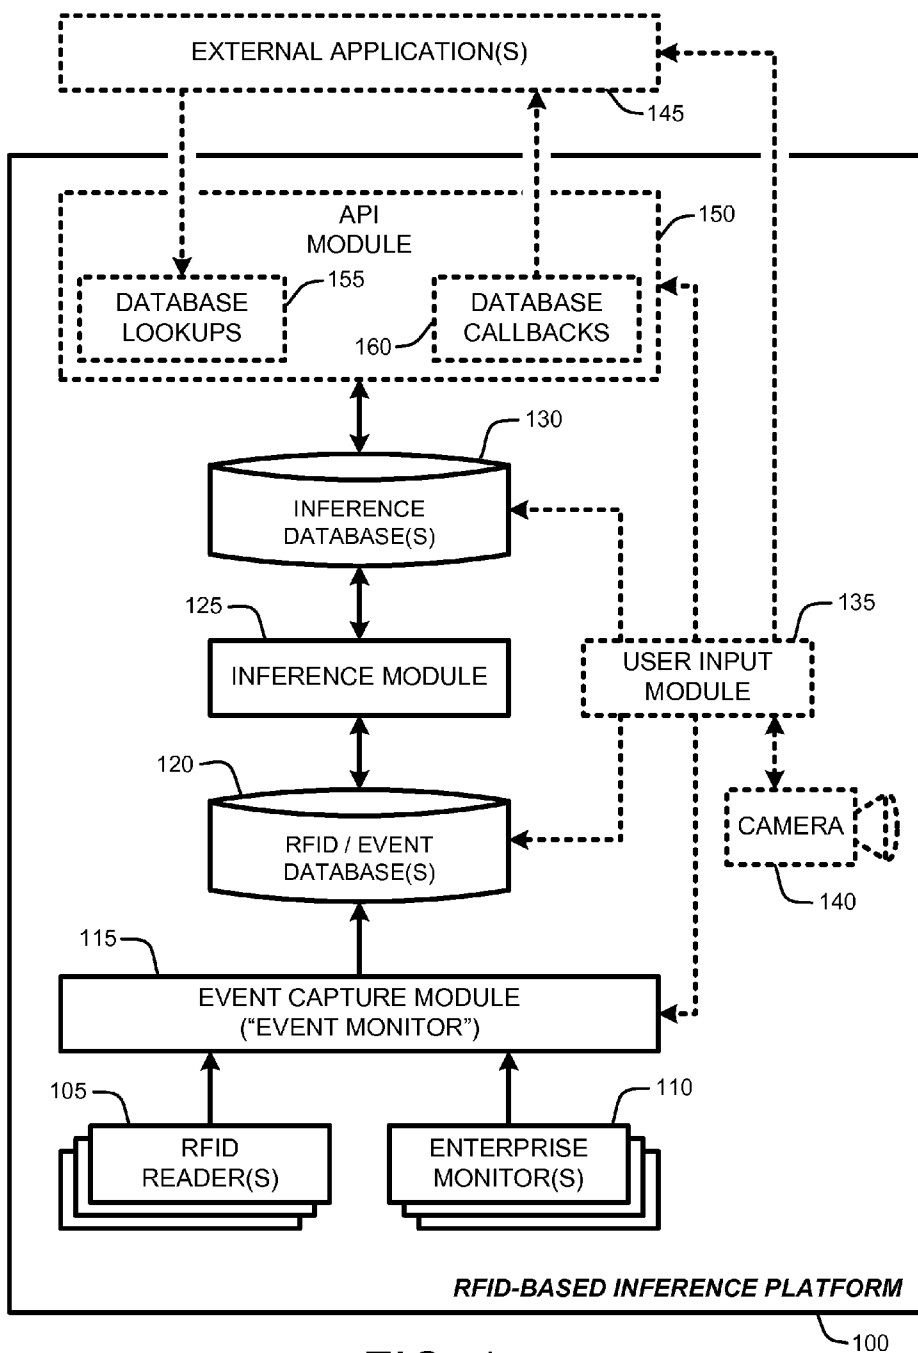 EXTERNAL APPLICATION(S)
145
API
MODULE
150
DATABASE
LOOKUPS
155
DATABASE
CALLBACKS
160
130
INFERENCE
DATABASE(S)
125
INFERENCE MODULE
135
USER INPUT
MODULE
120
RFID / EVENT
DATABASE(S)
CAMERA
140
115
EVENT CAPTURE MODULE
("EVENT MONITOR")
105
RFID
READER(S)
110
ENTERPRISE
MONITOR(S)
RFID-BASED INFERENCE PLATFORM
100